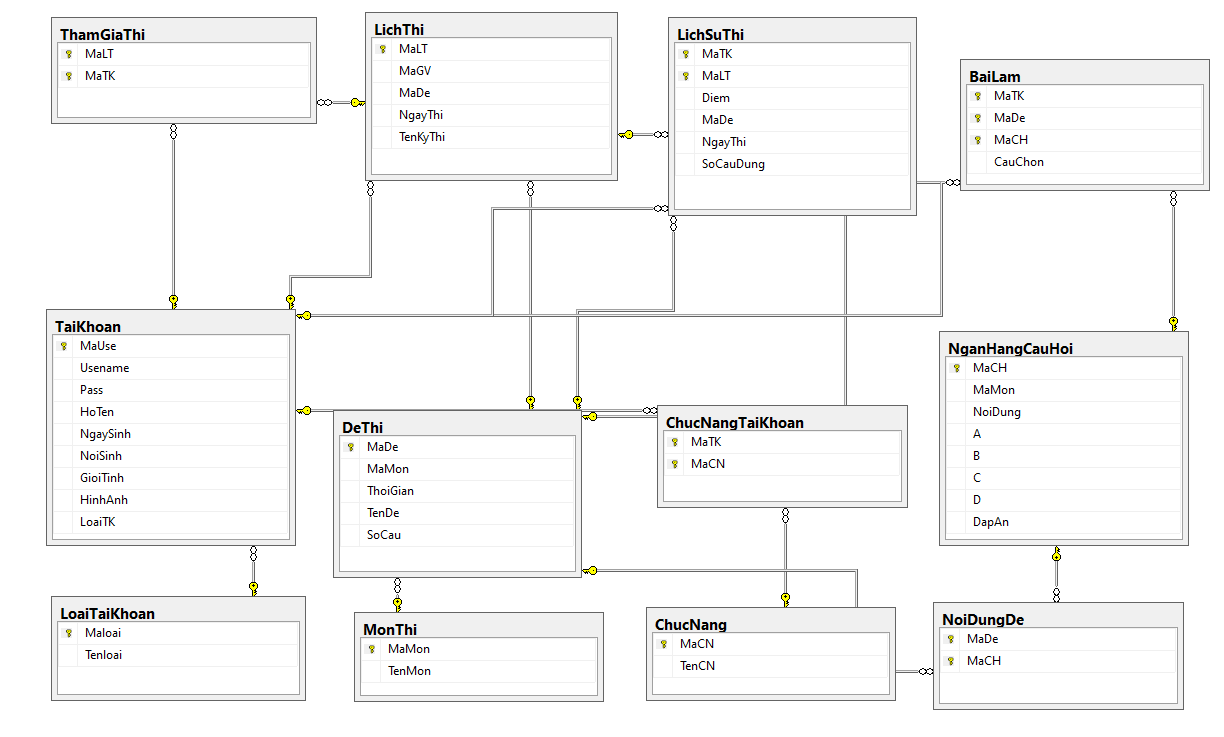 ThamGiaThi
MaLT
MaTK
LichThi
MaLT
MaGV
MaDe
NgayThi
TenKyThi
LichSuThi
MaTK
MaLT
Diem
MaDe
NgayThi
SoCauDung
BaiLam
MaTK
MaDe
MaCH
CauChon
TaiKhoan
MaUse
Usename
Pass
HoTen
NgaySinh
NoiSinh
GioiTinh
HinhAnh
LoaiTK
DeThi
MaDe
MaMon
ThoiGian
TenDe
SoCau
ChucNangTaiKhoan
MaTK
MaCN
NganHangCauHoi
MaCH
MaMon
NoiDung
A
B
C
D
DapAn
LoaiTaiKhoan
Maloai
Tenloai
MonThi
MaMon
TenMon
ChucNang
MaCN
TenCN
NoiDungDe
MaDe
MaCH